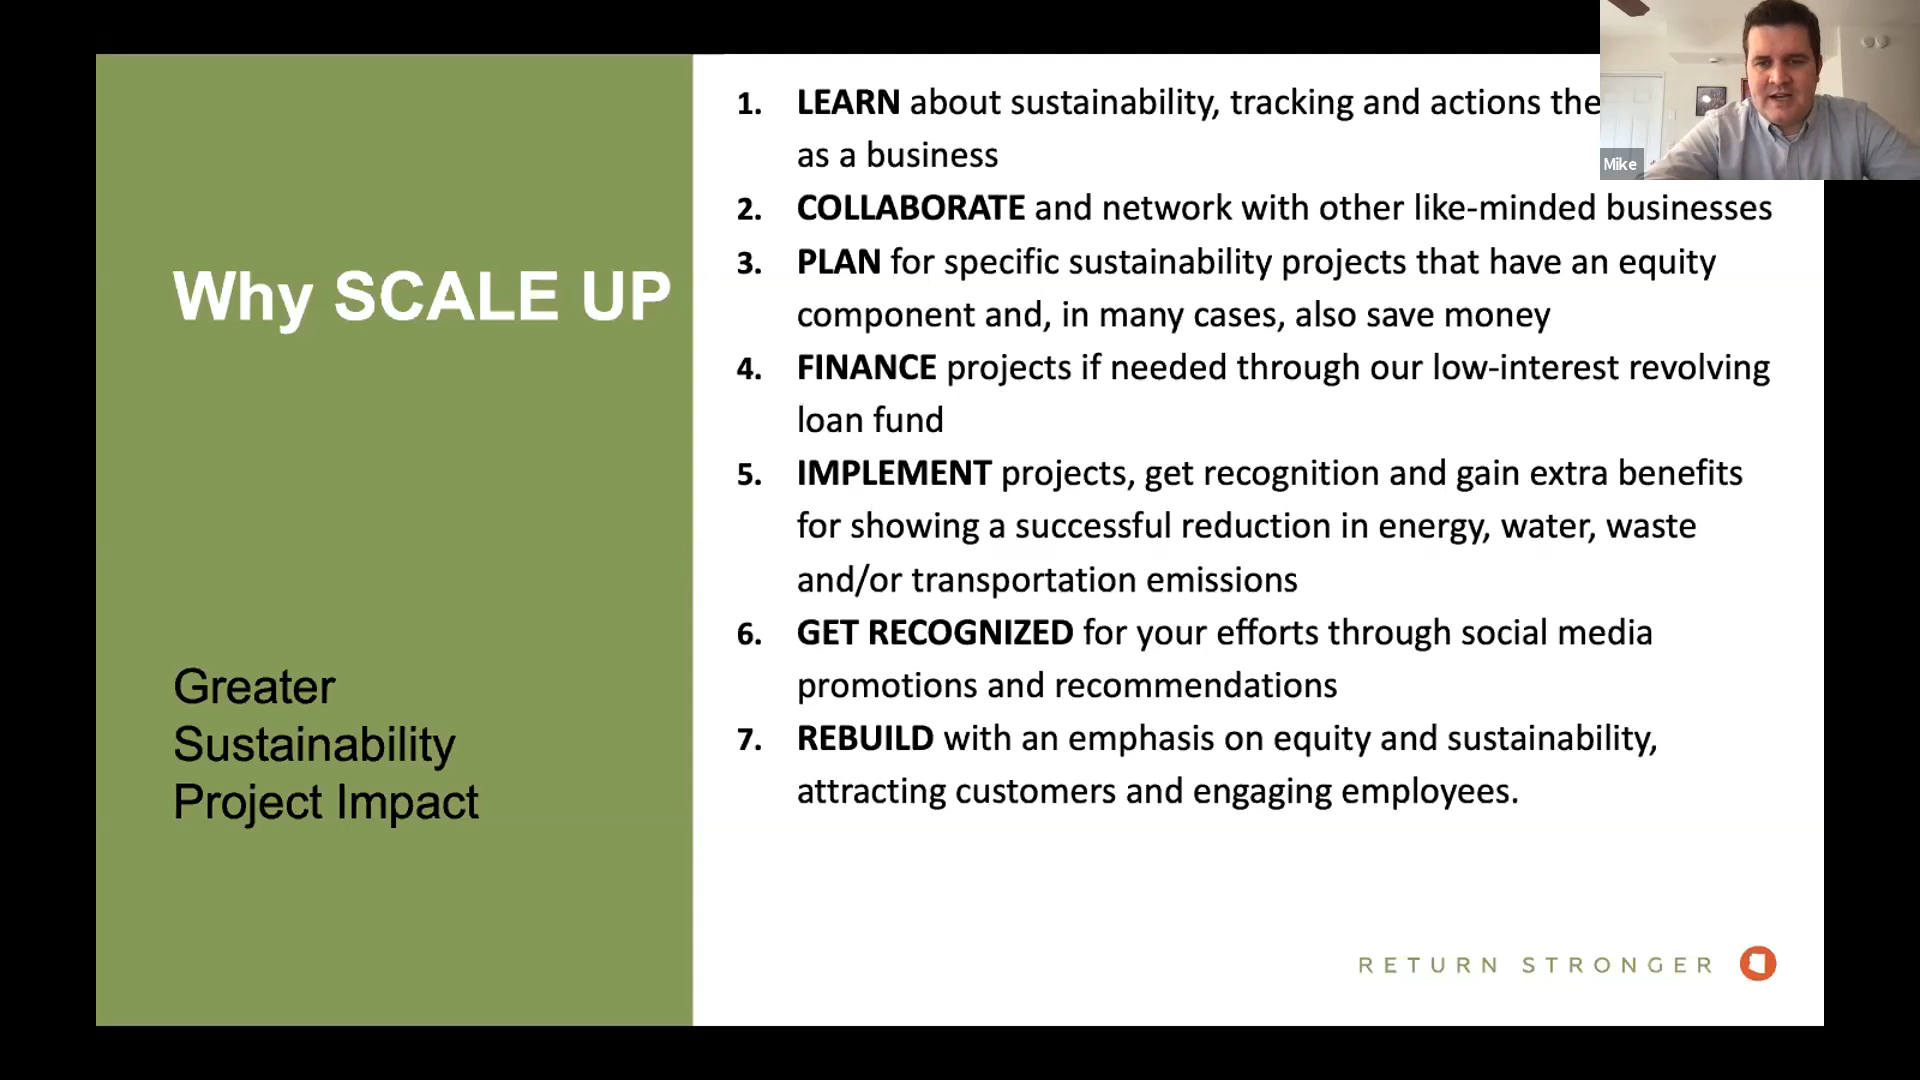 Why SCALE UP
Greater
Sustainability
Project Impact
1. LEARN about sustainability, tracking and actions
as a business
2. COLLABORATE and network with other like-minded businesses
3. PLAN for specific sustainability projects that have an equity
component and, in many cases, also save money
4. FINANCE projects if needed through our low-interest revolving
loan fund
5. IMPLEMENT projects, get recognition and gain extra benefits
for showing a successful reduction in energy, water, waste
and/or transportation emissions
6. GET RECOGNIZED for your efforts through social media
promotions and recommendations
7. REBUILD with an emphasis on equity and sustainability,
attracting customers and engaging employees.
RETURN STRONGER
Mike